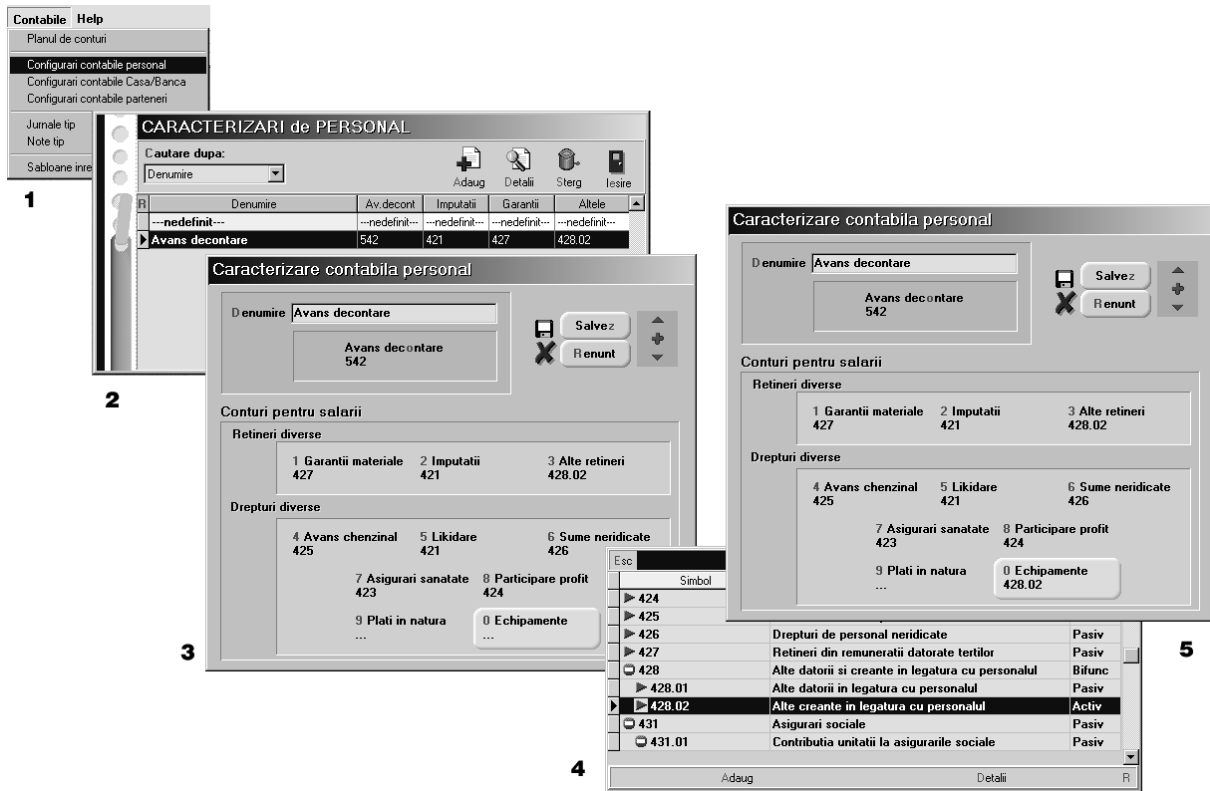 Contabile Help
Planul de conturi
Configurari contabile personal
Configurari contabile Casa/Banca
Configurari contabile parteneri
Jurnale tip
Note tip
Sabloane inre
1
CARACTERIZARI de PERSONAL
Cautare dupa:
Denumire
Adaug Detalii Sterg Iesire
R Denumire Av.decont Imputatii Garantii Altele
---nedefinit--- ---nedefinit--- ---nedefinit--- ---nedefinit--- ---nedefinit---
Avans decontare 542 421 427 428.02
2
Caracterizare contabila personal
Denumire Avans decontare
Salvez
Avans decontare
542
Renunt
Conturi pentru salarii
Retineri diverse
1 Garantii materiale 2 Imputatii 3 Alte retineri
427 421 428.02
Drepturi diverse
4 Avans chenzinal 5 Likidare 6 Sume neridicate
425 421 426
7 Asigurari sanatate 8 Participare profit
423 424
9 Plati in natura 0 Echipamente
... ...
3
Esc
Simbol
424
425
426 Drepturi de personal neridicate Pasiv
427 Retineri din remuneratii datorate tertilor Pasiv
428 Alte datorii si creante in legatura cu personalul Bifunc
428.01 Alte datorii in legatura cu personalul Pasiv
428.02 Alte creante in legatura cu personalul Activ
431 Asigurari sociale Pasiv
431.01 Contributia unitatii la asigurarile sociale Pasiv
Adaug Detalii R
4
Caracterizare contabila personal
Denumire Avans decontare
Salvez
Avans decontare
542
Renunt
Conturi pentru salarii
Retineri diverse
1 Garantii materiale 2 Imputatii 3 Alte retineri
427 421 428.02
Drepturi diverse
4 Avans chenzinal 5 Likidare 6 Sume neridicate
425 421 426
7 Asigurari sanatate 8 Participare profit
423 424
9 Plati in natura 0 Echipamente
... 428.02
5